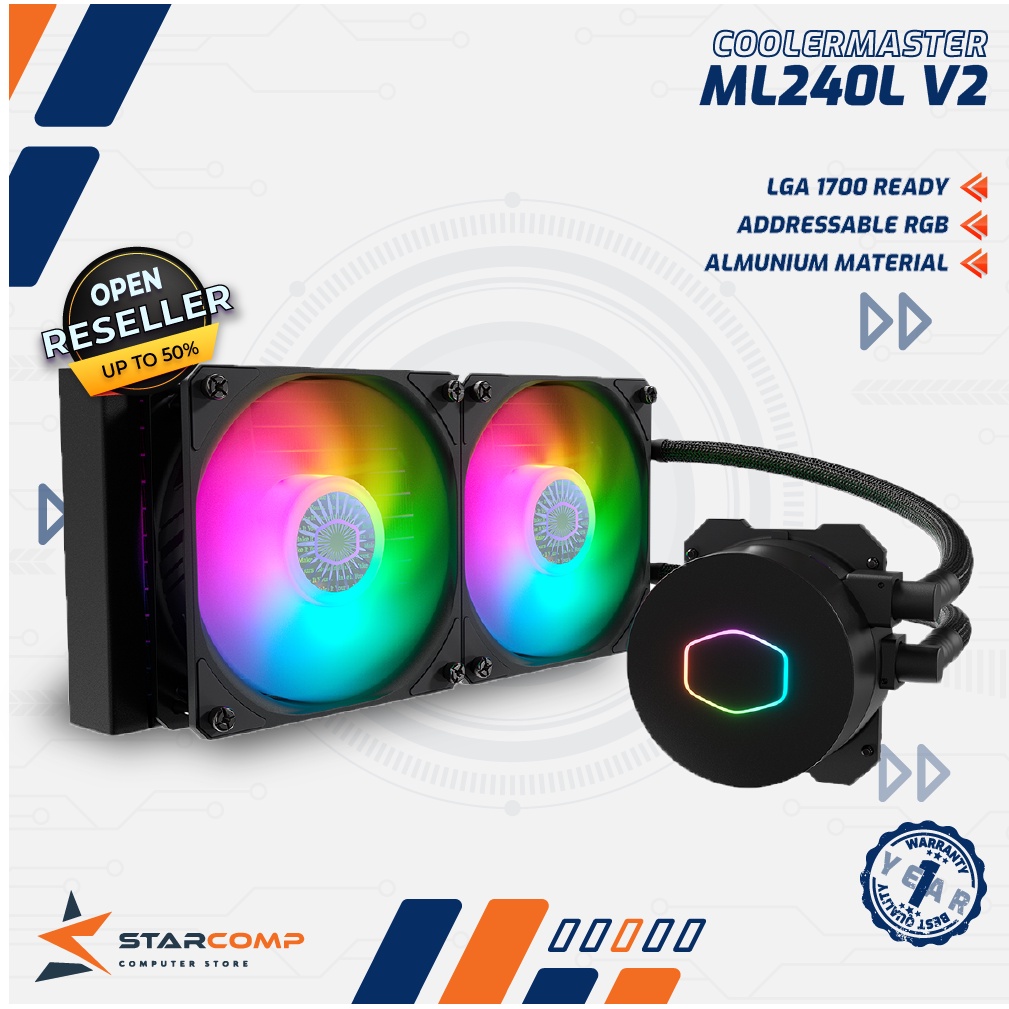 COOLERMASTER
ML240L V2
LGA 1700 READY
ADDRESSABLE RGB
ALMUNIUM MATERIAL
OPEN
RESELLER
UP TO 50%
WARRANTY
1
YEAR
BEST QUALITY
STARCOMP
COMPUTER STORE